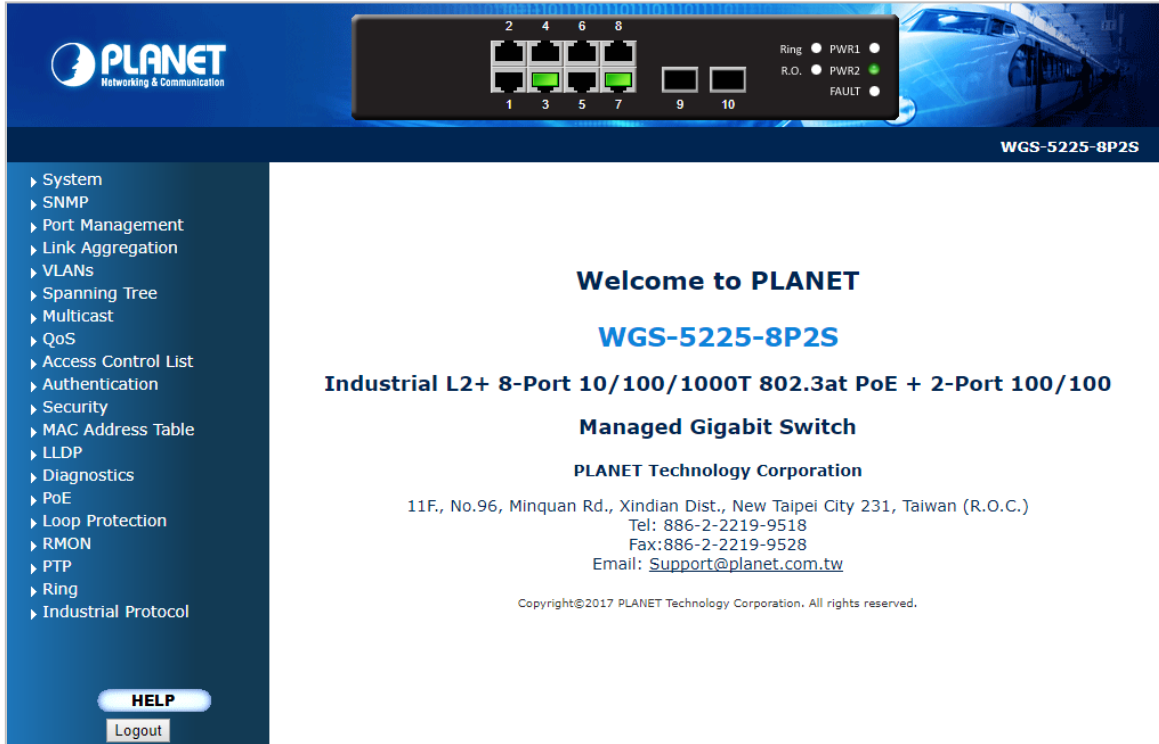 PLANET
Networking & Communication
2 4 6 8
Ring PWR1
R.O. PWR2
FAULT
1 3 5 7 9 10
WGS-5225-8P2S
System
SNMP
Port Management
Link Aggregation
VLANs
Spanning Tree
Multicast
QoS
Access Control List
Authentication
Security
MAC Address Table
LLDP
Diagnostics
PoE
Loop Protection
RMON
PTP
Ring
Industrial Protocol
HELP
Logout
Welcome to PLANET
WGS-5225-8P2S
Industrial L2+ 8-Port 10/100/1000T 802.3at PoE + 2-Port 100/100
Managed Gigabit Switch
PLANET Technology Corporation
11F., No.96, Minquan Rd., Xindian Dist., New Taipei City 231, Taiwan (R.O.C.)
Tel: 886-2-2219-9518
Fax:886-2-2219-9528
Email: Support@planet.com.tw
Copyright©2017 PLANET Technology Corporation. All rights reserved.